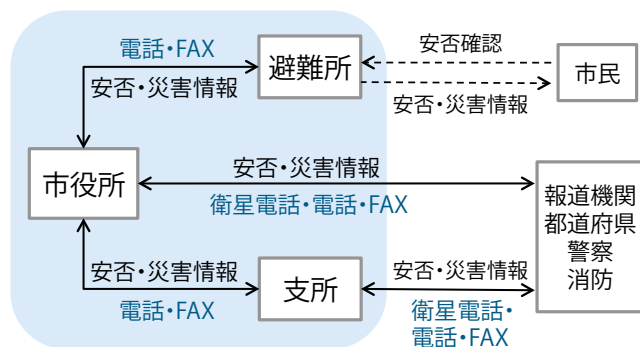 電話・FAX
避難所
安否確認
市民
安否・災害情報
安否・災害情報
市役所
安否・災害情報
衛星電話・電話・FAX
報道機関
都道府県
警察
消防
安否・災害情報
電話・FAX
支所
安否・災害情報
衛星電話・
電話・FAX